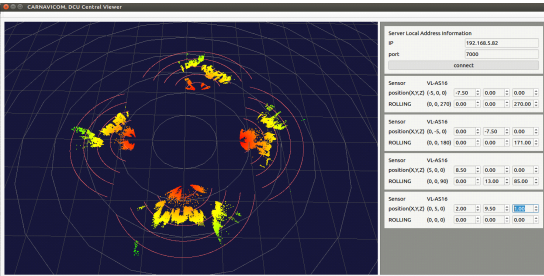 CARNAVICOM. DCU Central Viewer
Server Local Address Information
IP 192.168.5.82
port 7000
connect
Sensor VL-AS16
position(X,Y,Z) (-5, 0, 0) -7.50 0.00 0.00
ROLLING (0, 0, 270) 0.00 0.00 270.00
Sensor VL-AS16
position(X,Y,Z) (0, -5, 0) 0.00 -7.50 0.00
ROLLING (0, 0, 180) 0.00 0.00 171.00
Sensor VL-AS16
position(X,Y,Z) (5, 0, 0) 8.50 0.00 0.00
ROLLING (0, 0, 90) 0.00 13.00 85.00
Sensor VL-AS16
position(X,Y,Z) (0, 5, 0) 2.00 9.50
ROLLING (0, 0, 0) 0.00 0.00 0.00